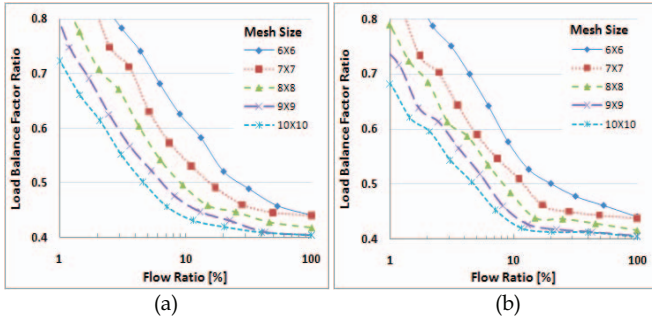 0.8
0.7
0.6
0.5
0.4
Load Balance Factor Ratio
Mesh Size
6X6
7X7
8X8
9X9
10X10
1
10
100
Flow Ratio [%]
(a)
0.8
0.7
0.6
0.5
0.4
Load Balance Factor Ratio
Mesh Size
6X6
7X7
8X8
9X9
10X10
1
10
100
Flow Ratio [%]
(b)